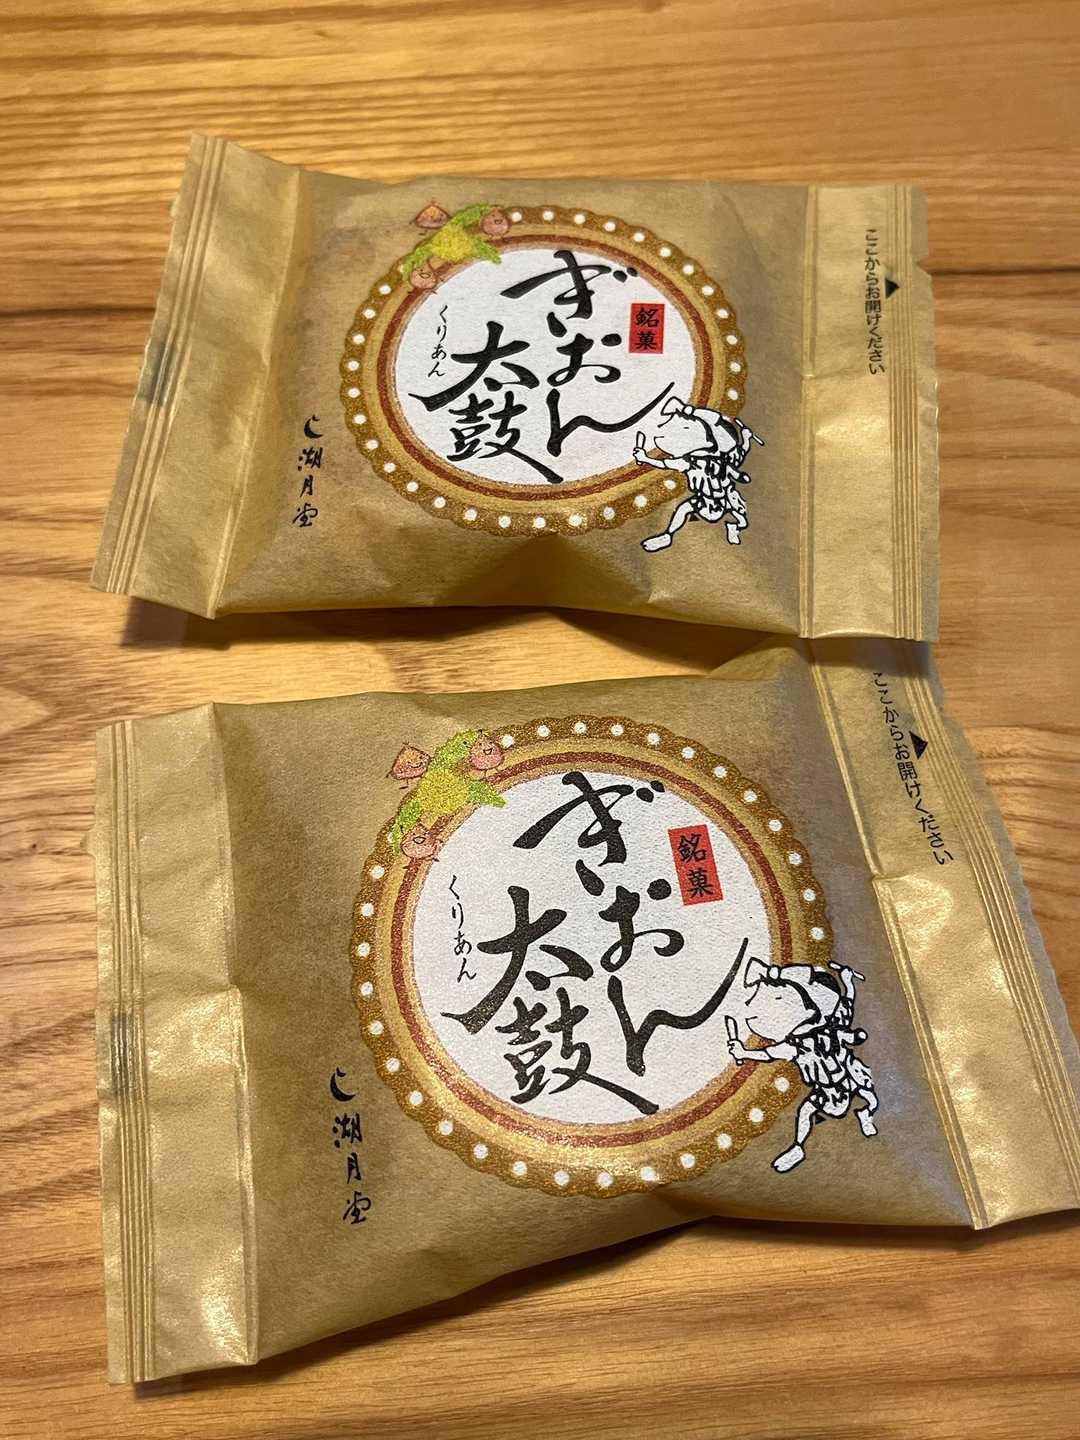 銘菓
ぎおん
太鼓
くりあん
湖月堂
ここからお開けください
銘菓
ぎおん
太鼓
くりあん
湖月堂
ここからお開けください